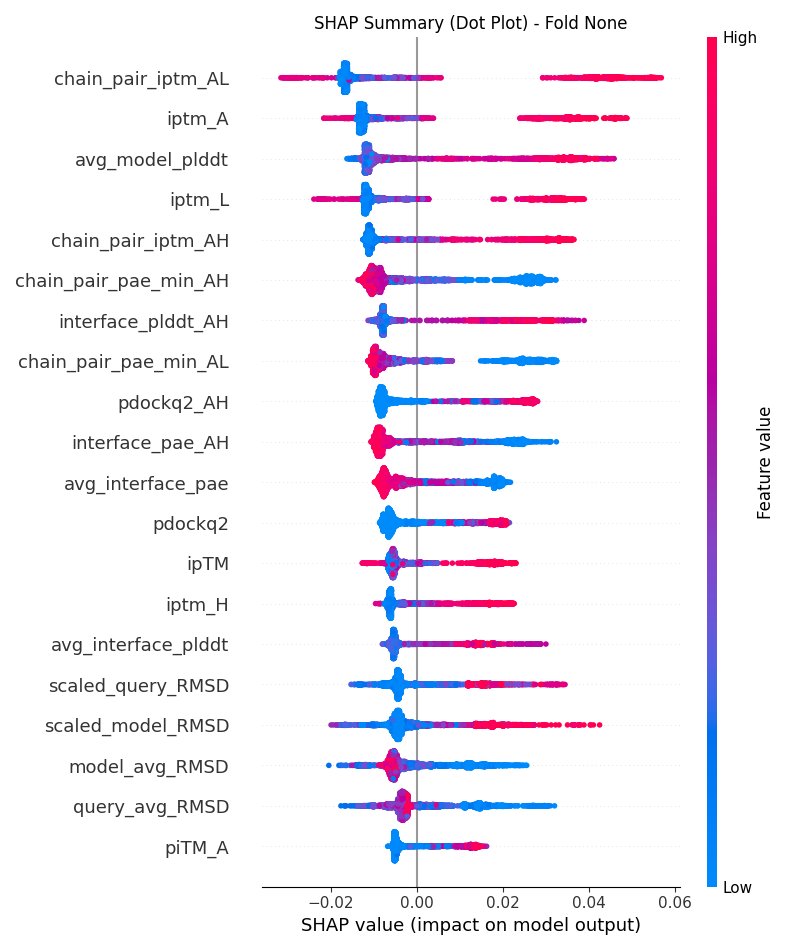 SHAP Summary (Dot Plot) - Fold None
High
chain_pair_iptm_AL
iptm_A
avg_model_plddt
iptm_L
chain_pair_iptm_AH
chain_pair_pae_min_AH
interface_plddt_AH
chain_pair_pae_min_AL
pdockq2_AH
interface_pae_AH
avg_interface_pae
pdockq2
ipTM
iptm_H
avg_interface_plddt
scaled_query_RMSD
scaled_model_RMSD
model_avg_RMSD
query_avg_RMSD
piTM_A
Feature value
Low
−0.02 0.00 0.02 0.04 0.06
SHAP value (impact on model output)